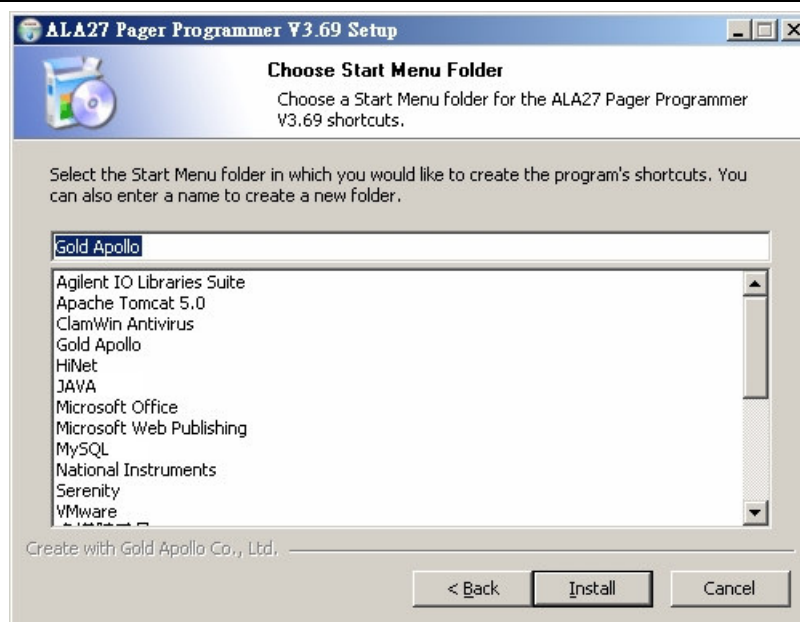 ALA27 Pager Programmer V3.69 Setup
Choose Start Menu Folder
Choose a Start Menu folder for the ALA27 Pager Programmer
V3.69 shortcuts.
Select the Start Menu folder in which you would like to create the program's shortcuts. You
can also enter a name to create a new folder.
Gold Apollo
Agilent IO Libraries Suite
Apache Tomcat 5.0
ClamWin Antivirus
Gold Apollo
HiNet
JAVA
Microsoft Office
Microsoft Web Publishing
MySQL
National Instruments
Serenity
VMware
Create with Gold Apollo Co., Ltd.
< Back
Install
Cancel